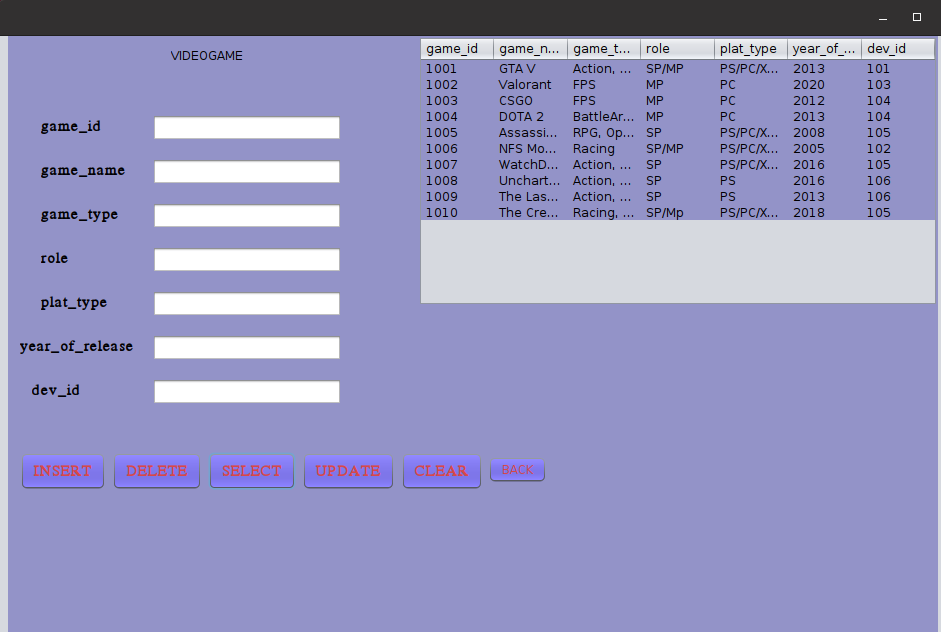 VIDEOGAME
game_id
game_name
game_type
role
plat_type
year_of_release
dev_id
INSERT DELETE SELECT UPDATE CLEAR BACK
game_id game_n... game_t... role plat_type year_of_... dev_id
1001 GTA V Action, ... SP/MP PS/PC/X... 2013 101
1002 Valorant FPS MP PC 2020 103
1003 CSGO FPS MP PC 2012 104
1004 DOTA 2 BattleAr... MP PC 2013 104
1005 Assassi... RPG, Op... SP PS/PC/X... 2008 105
1006 NFS Mo... Racing SP/MP PS/PC/X... 2005 102
1007 WatchD... Action, ... SP PS/PC/X... 2016 105
1008 Unchart... Action, ... SP PS 2016 106
1009 The Las... Action, ... SP PS 2013 106
1010 The Cre... Racing, ... SP/Mp PS/PC/X... 2018 105